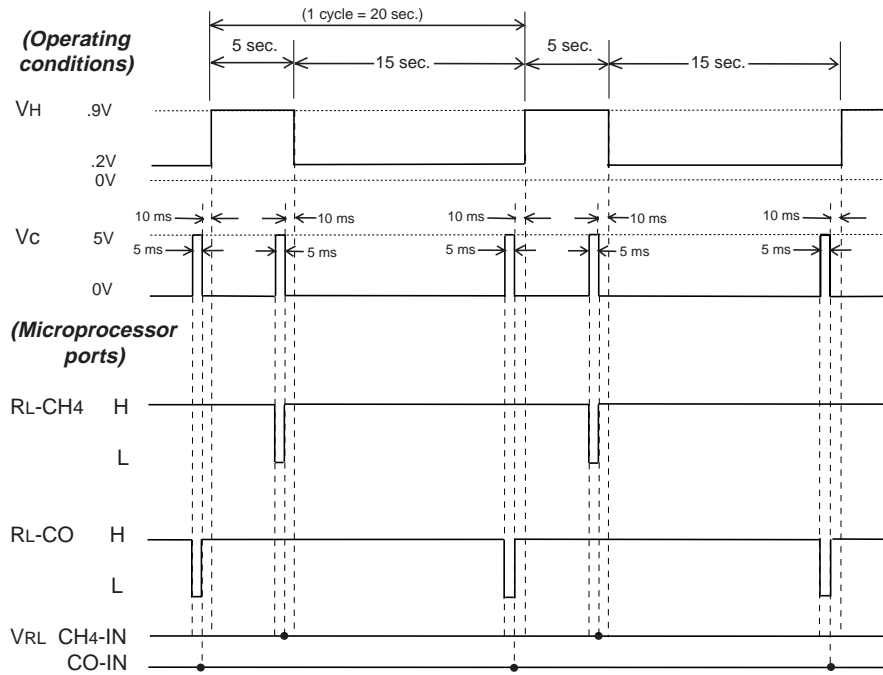 (1 cycle = 20 sec.)
(Operating
conditions)
5 sec.
15 sec.
5 sec.
15 sec.
VH
.9V
.2V
0V
10 ms
10 ms
10 ms
10 ms
10 ms
Vc
5V
5 ms
5 ms
5 ms
5 ms
5 ms
0V
(Microprocessor
ports)
RL-CH4 H
L
RL-CO H
L
VRL CH4-IN
CO-IN